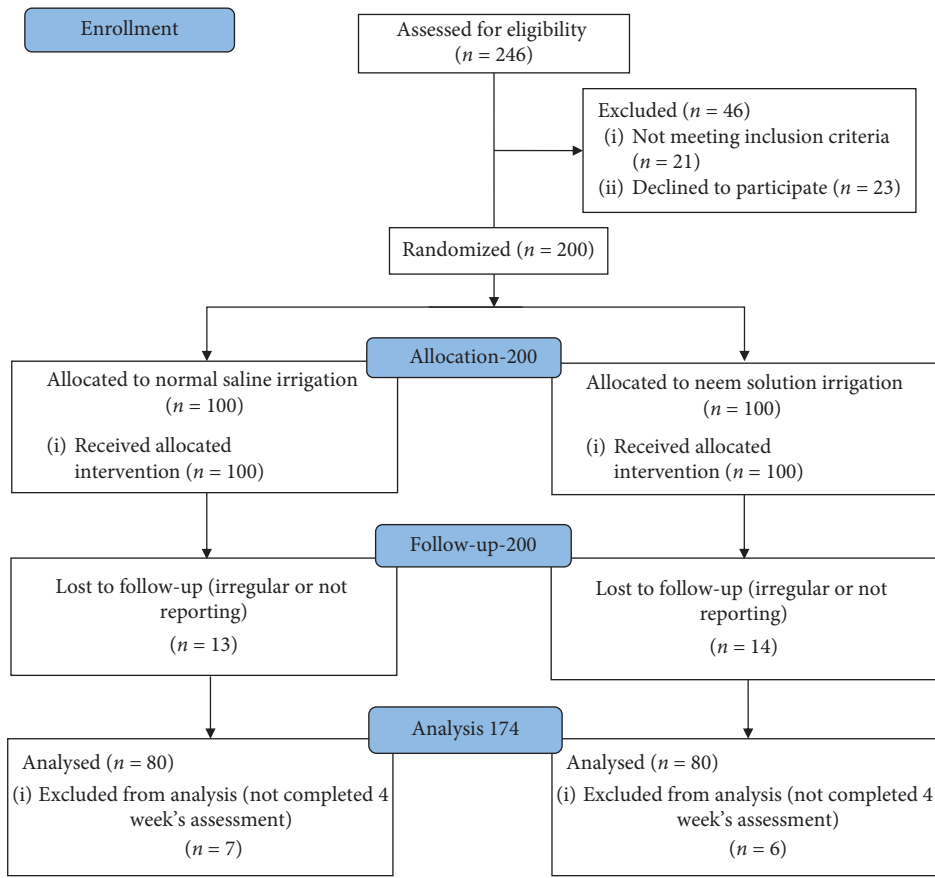 Enrollment
Assessed for eligibility
(n = 246)
Excluded (n = 46)
(i) Not meeting inclusion criteria
(n = 21)
(ii) Declined to participate (n = 23)
Randomized (n = 200)
Allocation-200
Allocated to normal saline irrigation
(n = 100)
(i) Received allocated
intervention (n = 100)
Allocated to neem solution irrigation
(n = 100)
(i) Received allocated
intervention (n = 100)
Follow-up-200
Lost to follow-up (irregular or not
reporting)
(n = 13)
Lost to follow-up (irregular or not
reporting)
(n = 14)
Analysis 174
Analysed (n = 80)
(i) Excluded from analysis (not completed 4
week's assessment)
(n = 7)
Analysed (n = 80)
(i) Excluded from analysis (not completed 4
week's assessment)
(n = 6)